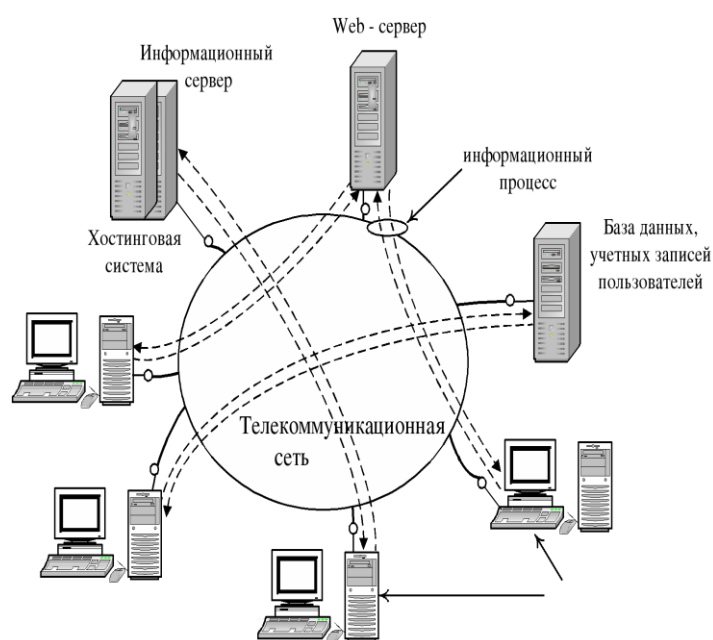 Web - сервер
Информационный
сервер
информационный
процесс
База данных,
учетных записей
пользователей
Хостинговая
система
Телекоммуникационная
сеть